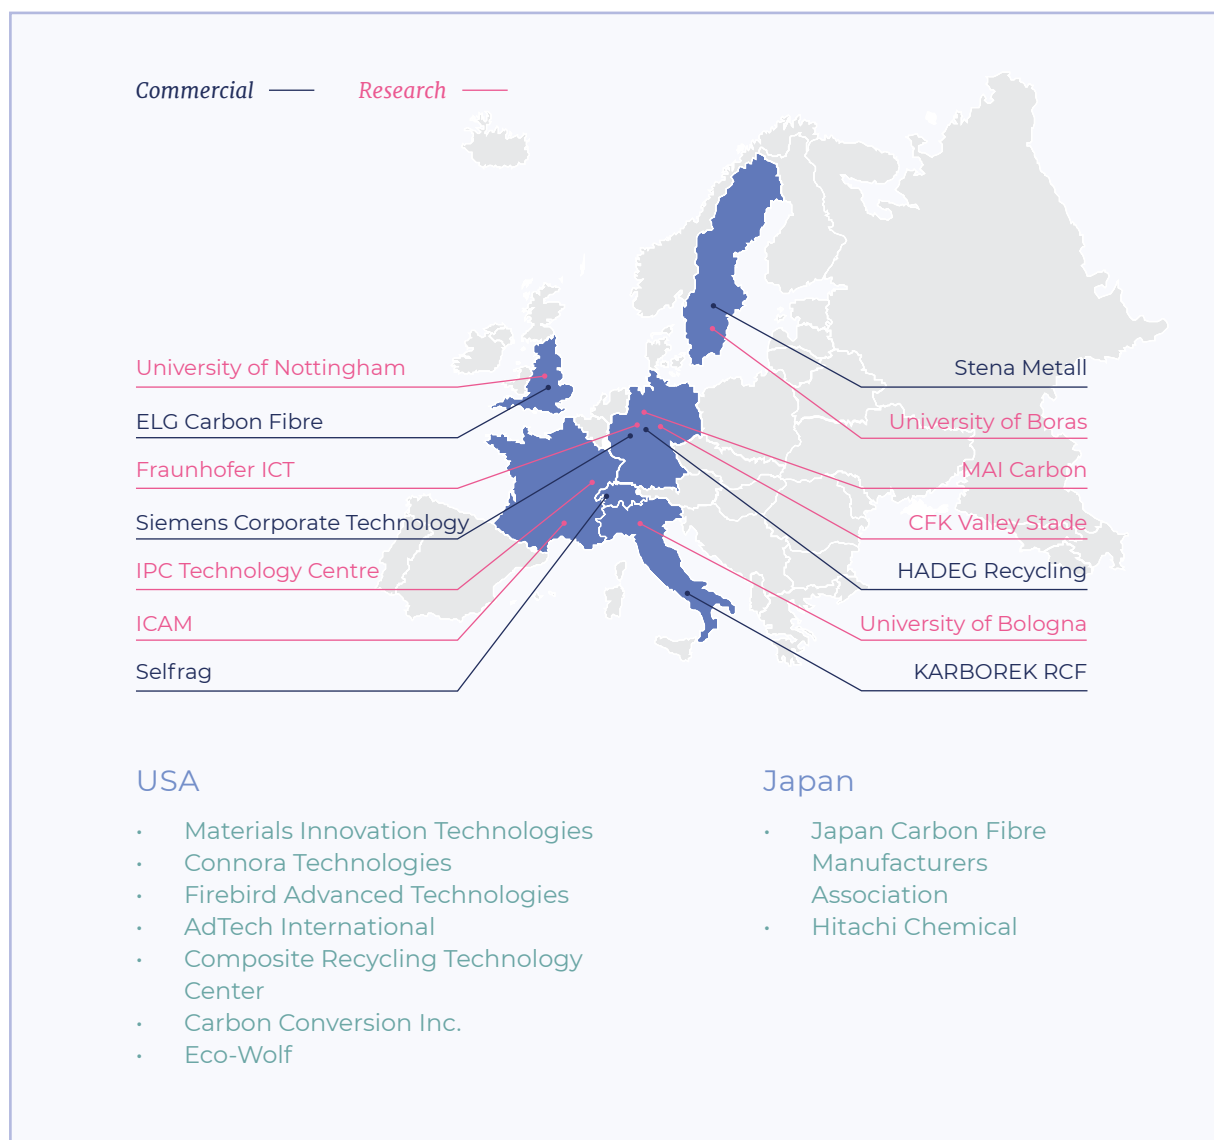 Commercial
Research
University of Nottingham
ELG Carbon Fibre
Fraunhofer ICT
Siemens Corporate Technology
IPC Technology Centre
ICAM
Selfrag
Stena Metall
University of Boras
MAI Carbon
CFK Valley Stade
HADEG Recycling
University of Bologna
KARBOREK RCF
USA
• Materials Innovation Technologies
• Connora Technologies
• Firebird Advanced Technologies
• AdTech International
• Composite Recycling Technology
Center
• Carbon Conversion Inc.
• Eco-Wolf
Japan
• Japan Carbon Fibre
Manufacturers
Association
• Hitachi Chemical